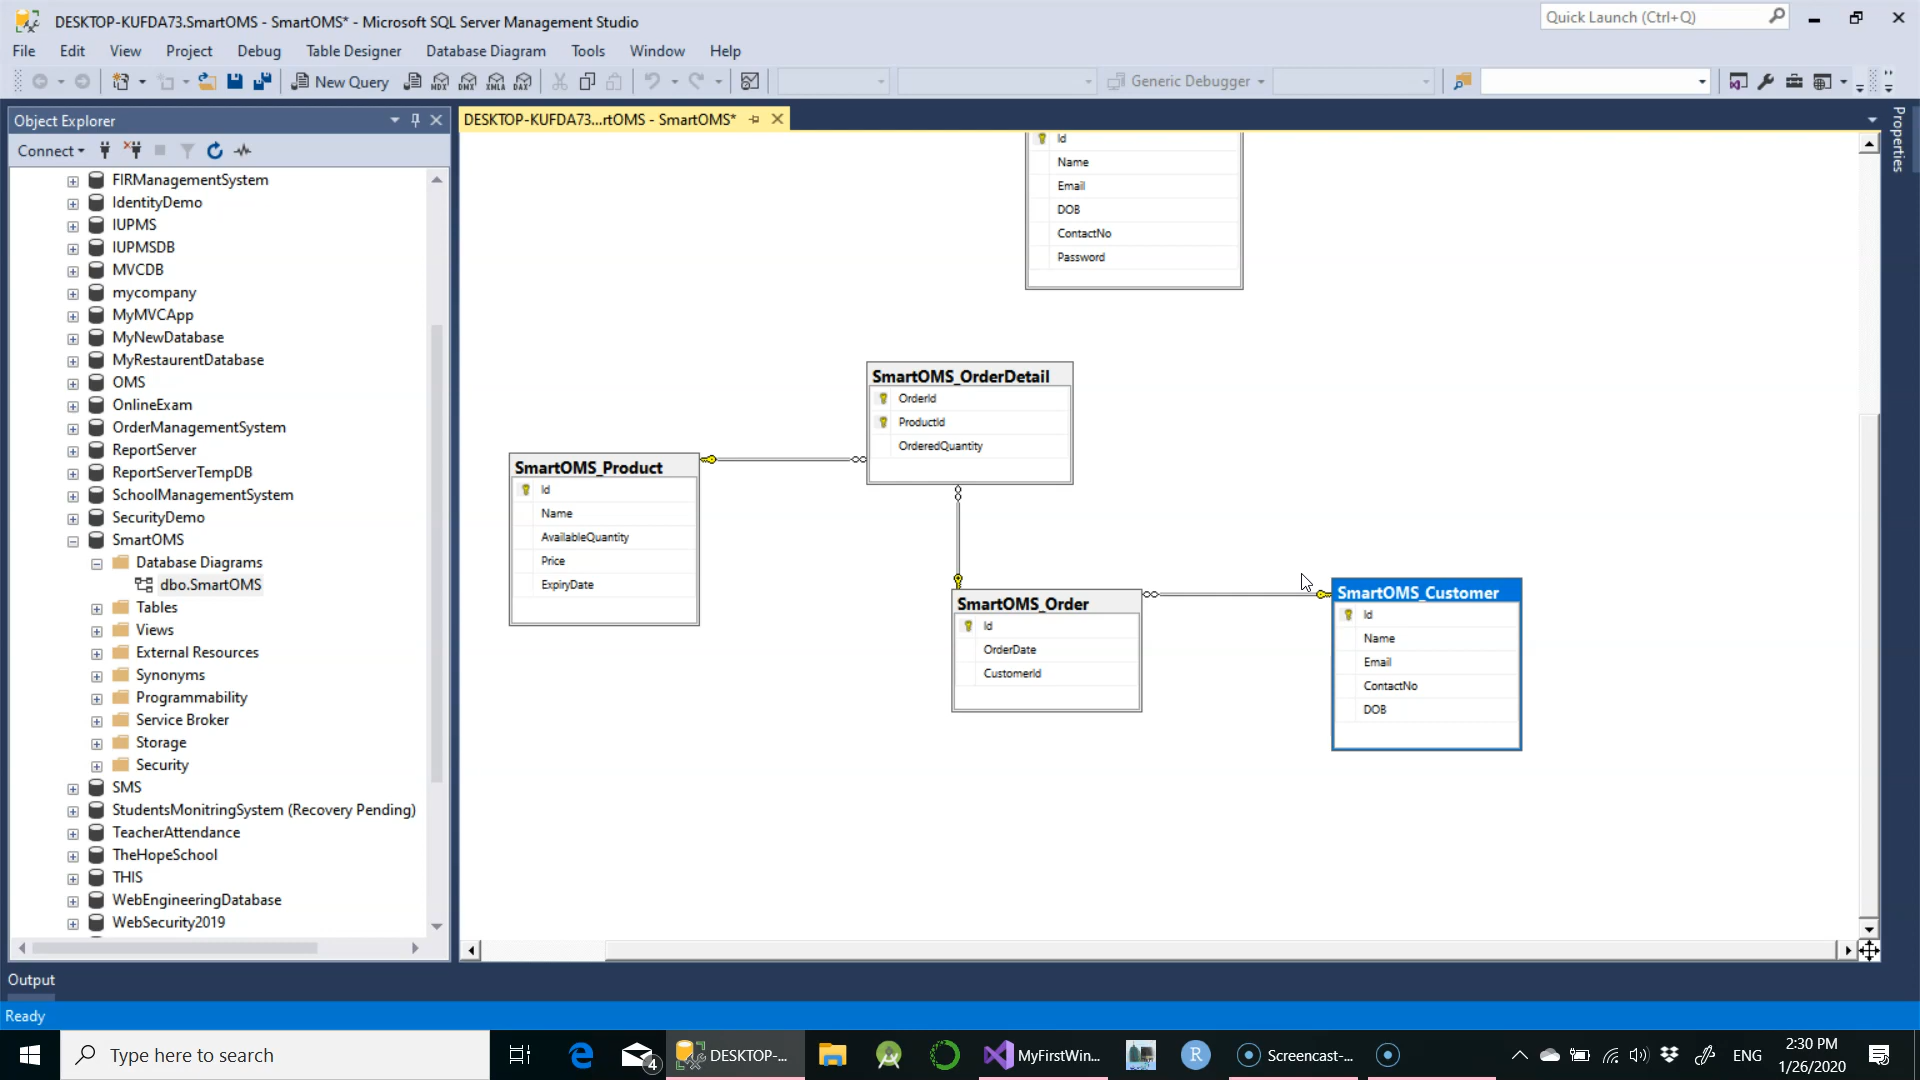 DESKTOP-KUFDA73.SmartOMS - SmartOMS* - Microsoft SQL Server Management Studio
Quick Launch (Ctrl+Q)
File Edit View Project Debug Table Designer Database Diagram Tools Window Help
New Query MDX DMX XMLA DAX Generic Debugger
Object Explorer
DESKTOP-KUFDA73...rtOMS - SmartOMS*
Properties
Connect
FIRManagementSystem
IdentityDemo
IUPMS
IUPMSDB
MVCDB
mycompany
MyMVCApp
MyNewDatabase
MyRestaurentDatabase
OMS
OnlineExam
OrderManagementSystem
ReportServer
ReportServerTempDB
SchoolManagementSystem
SecurityDemo
SmartOMS
Database Diagrams
dbo.SmartOMS
Tables
Views
External Resources
Synonyms
Programmability
Service Broker
Storage
Security
SMS
StudentsMonitringSystem (Recovery Pending)
TeacherAttendance
TheHopeSchool
THIS
WebEngineeringDatabase
WebSecurity2019
Id
Name
Email
DOB
ContactNo
Password
SmartOMS_OrderDetail
OrderId
ProductId
OrderedQuantity
SmartOMS_Product
Id
Name
AvailableQuantity
Price
ExpiryDate
SmartOMS_Order
Id
OrderDate
CustomerId
SmartOMS_Customer
Id
Name
Email
ContactNo
DOB
Output
Ready
Type here to search
4
DESKTOP-...
MyFirstWin...
R
Screencast-...
ENG
2:30 PM
1/26/2020